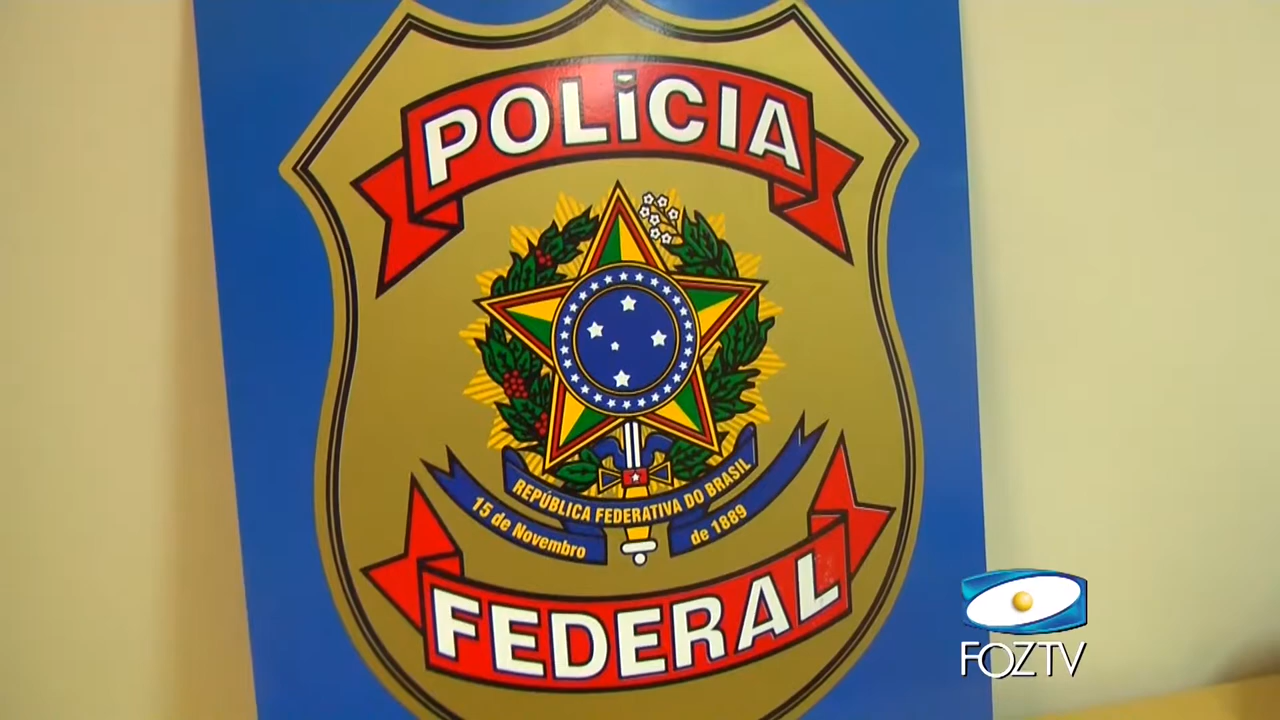 POLÍCIA
REPÚBLICA FEDERATIVA DO BRASIL
15 de Novembro de 1889
FEDERAL
FOZTV